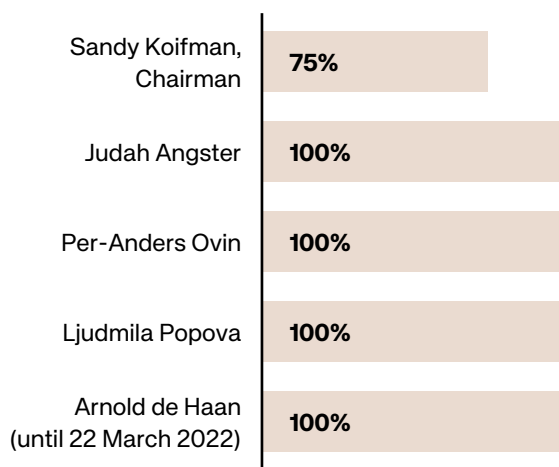 Sandy Koifman,
Chairman
75%
Judah Angster
100%
Per-Anders Ovin
100%
Ljudmila Popova
100%
Arnold de Haan
(until 22 March 2022)
100%